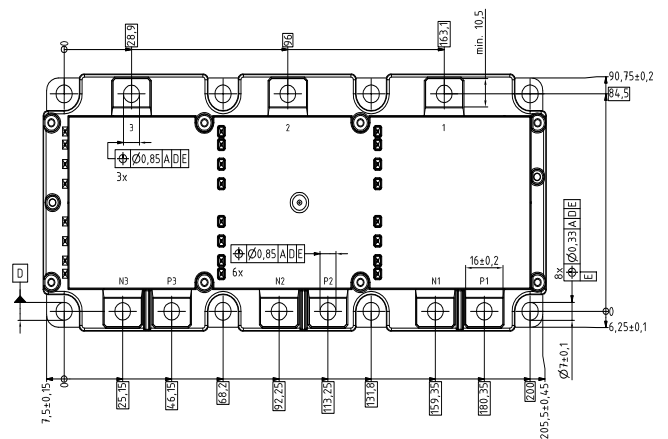 0
28,9
96
163,1
min. 10,5
90,75±0,2
84,5
3
2
1
⌖ Ø0,85 A D E
3x
⌖ Ø0,85 A D E
6x
8x
⌖ Ø0,33 A D E
E
D
N3
P3
N2
P2
N1
P1
16±0,2
0
6,25±0,1
Ø7±0,1
7,5±0,15
0
25,15
46,15
68,2
92,25
113,25
131,8
159,35
180,35
200
205,5±0,45